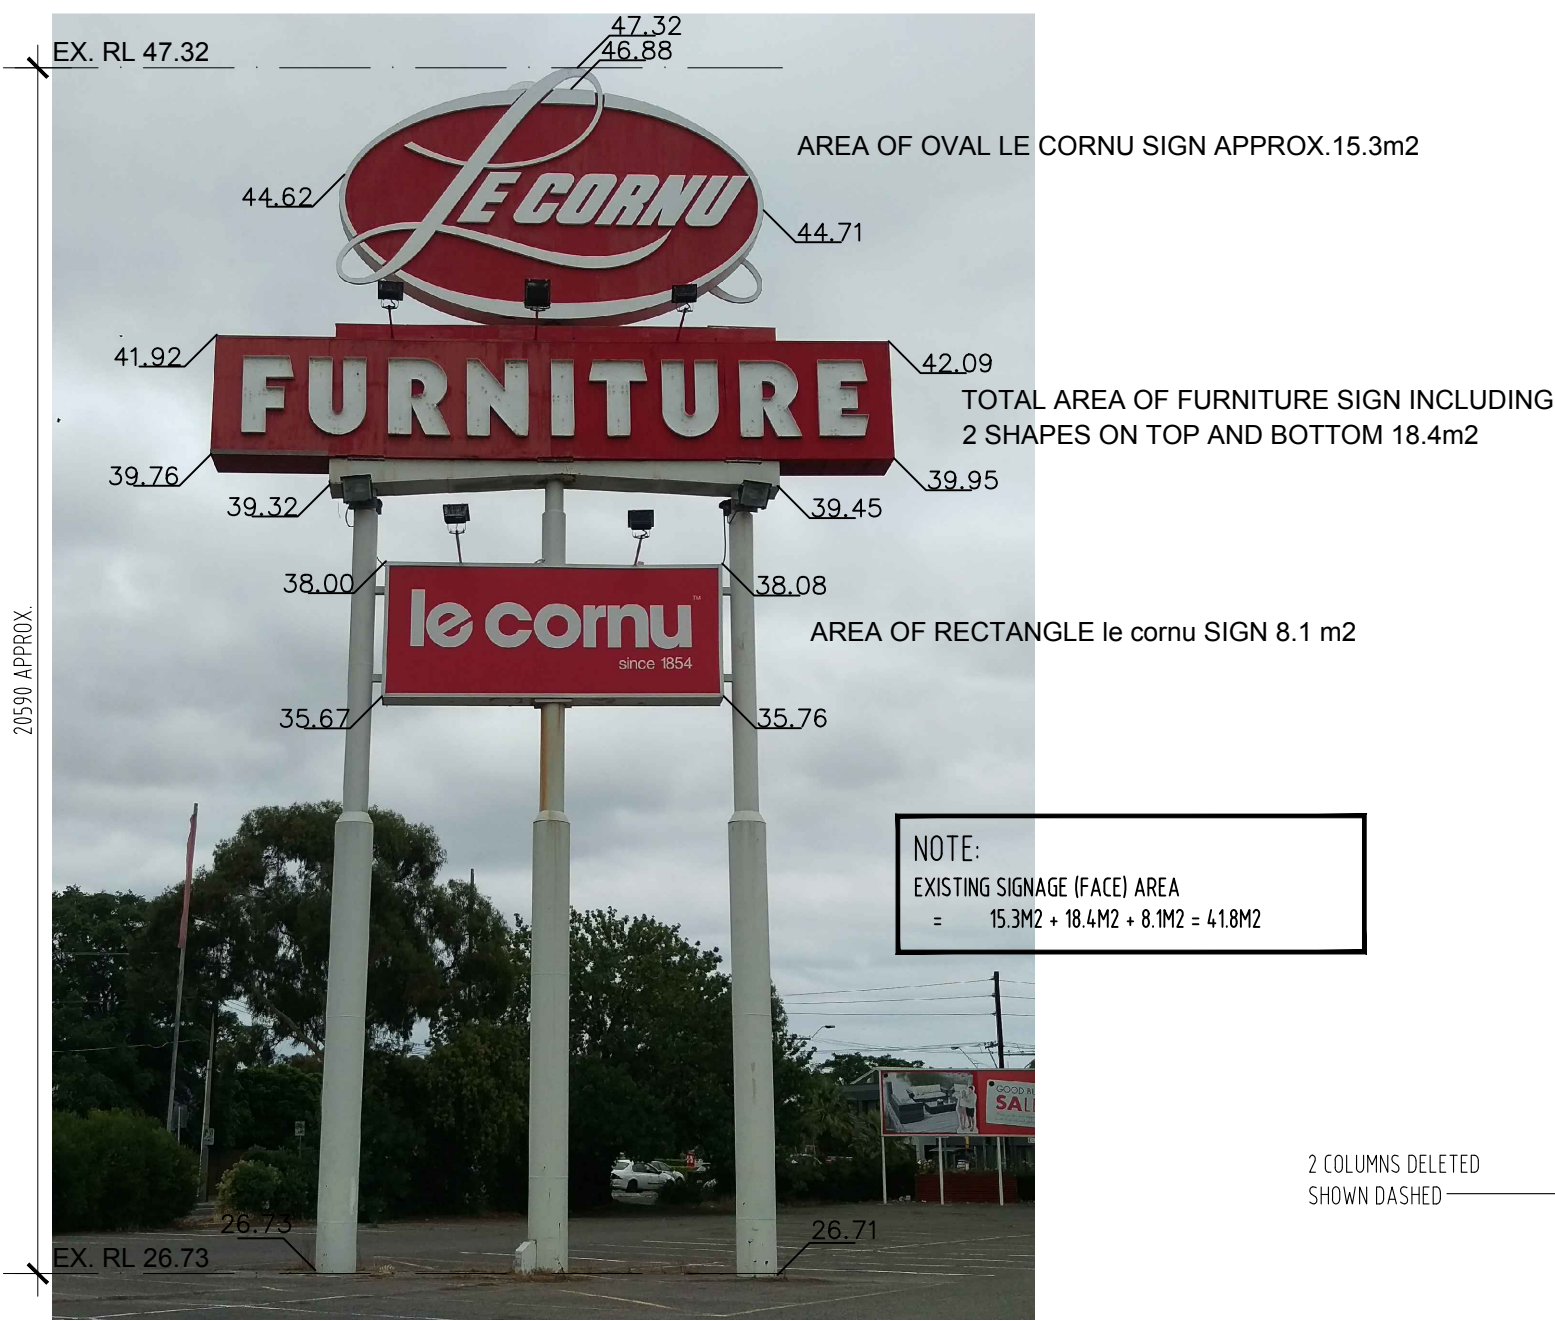 47.32
EX. RL 47.32
46.88
AREA OF OVAL LE CORNU SIGN APPROX.15.3m2
44.62
LE CORNU
44.71
41.92
42.09
FURNITURE
TOTAL AREA OF FURNITURE SIGN INCLUDING
2 SHAPES ON TOP AND BOTTOM 18.4m2
39.76
39.95
39.32
39.45
38.00
38.08
le cornu™
since 1854
AREA OF RECTANGLE le cornu SIGN 8.1 m2
20590 APPROX.
35.67
35.76
NOTE:
EXISTING SIGNAGE (FACE) AREA
= 15.3M2 + 18.4M2 + 8.1M2 = 41.8M2
GOOD
SAL
2 COLUMNS DELETED
SHOWN DASHED
26.73
26.71
EX. RL 26.73